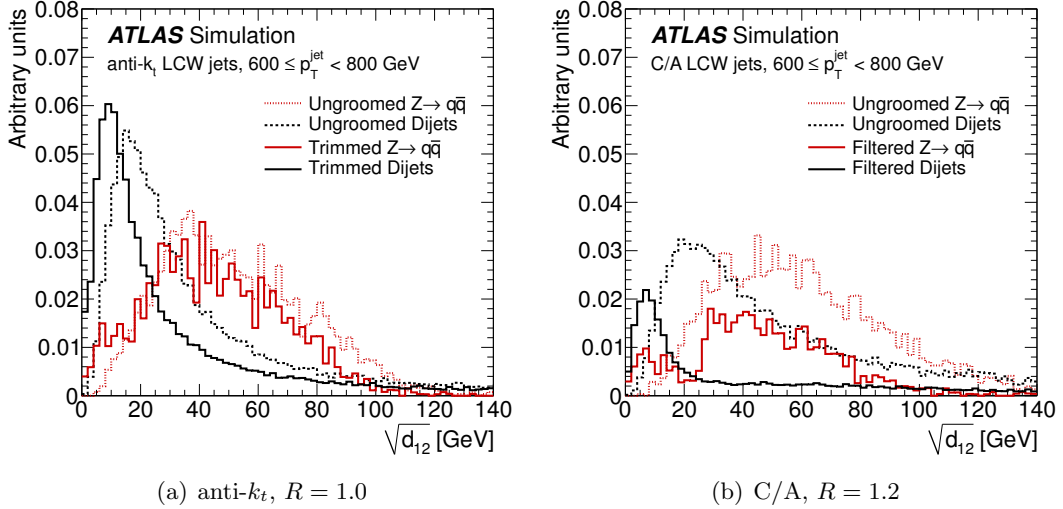 ATLAS Simulation
anti-k_t LCW jets, 600 ≤ p_T^jet < 800 GeV
Ungroomed Z→ qq̄
Ungroomed Dijets
Trimmed Z→ qq̄
Trimmed Dijets
Arbitrary units
0.08
0.07
0.06
0.05
0.04
0.03
0.02
0.01
0
0 20 40 60 80 100 120 140
√d_12 [GeV]
(a) anti-k_t, R = 1.0
ATLAS Simulation
C/A LCW jets, 600 ≤ p_T^jet < 800 GeV
Ungroomed Z→ qq̄
Ungroomed Dijets
Filtered Z→ qq̄
Filtered Dijets
Arbitrary units
0.08
0.07
0.06
0.05
0.04
0.03
0.02
0.01
0
0 20 40 60 80 100 120 140
√d_12 [GeV]
(b) C/A, R = 1.2